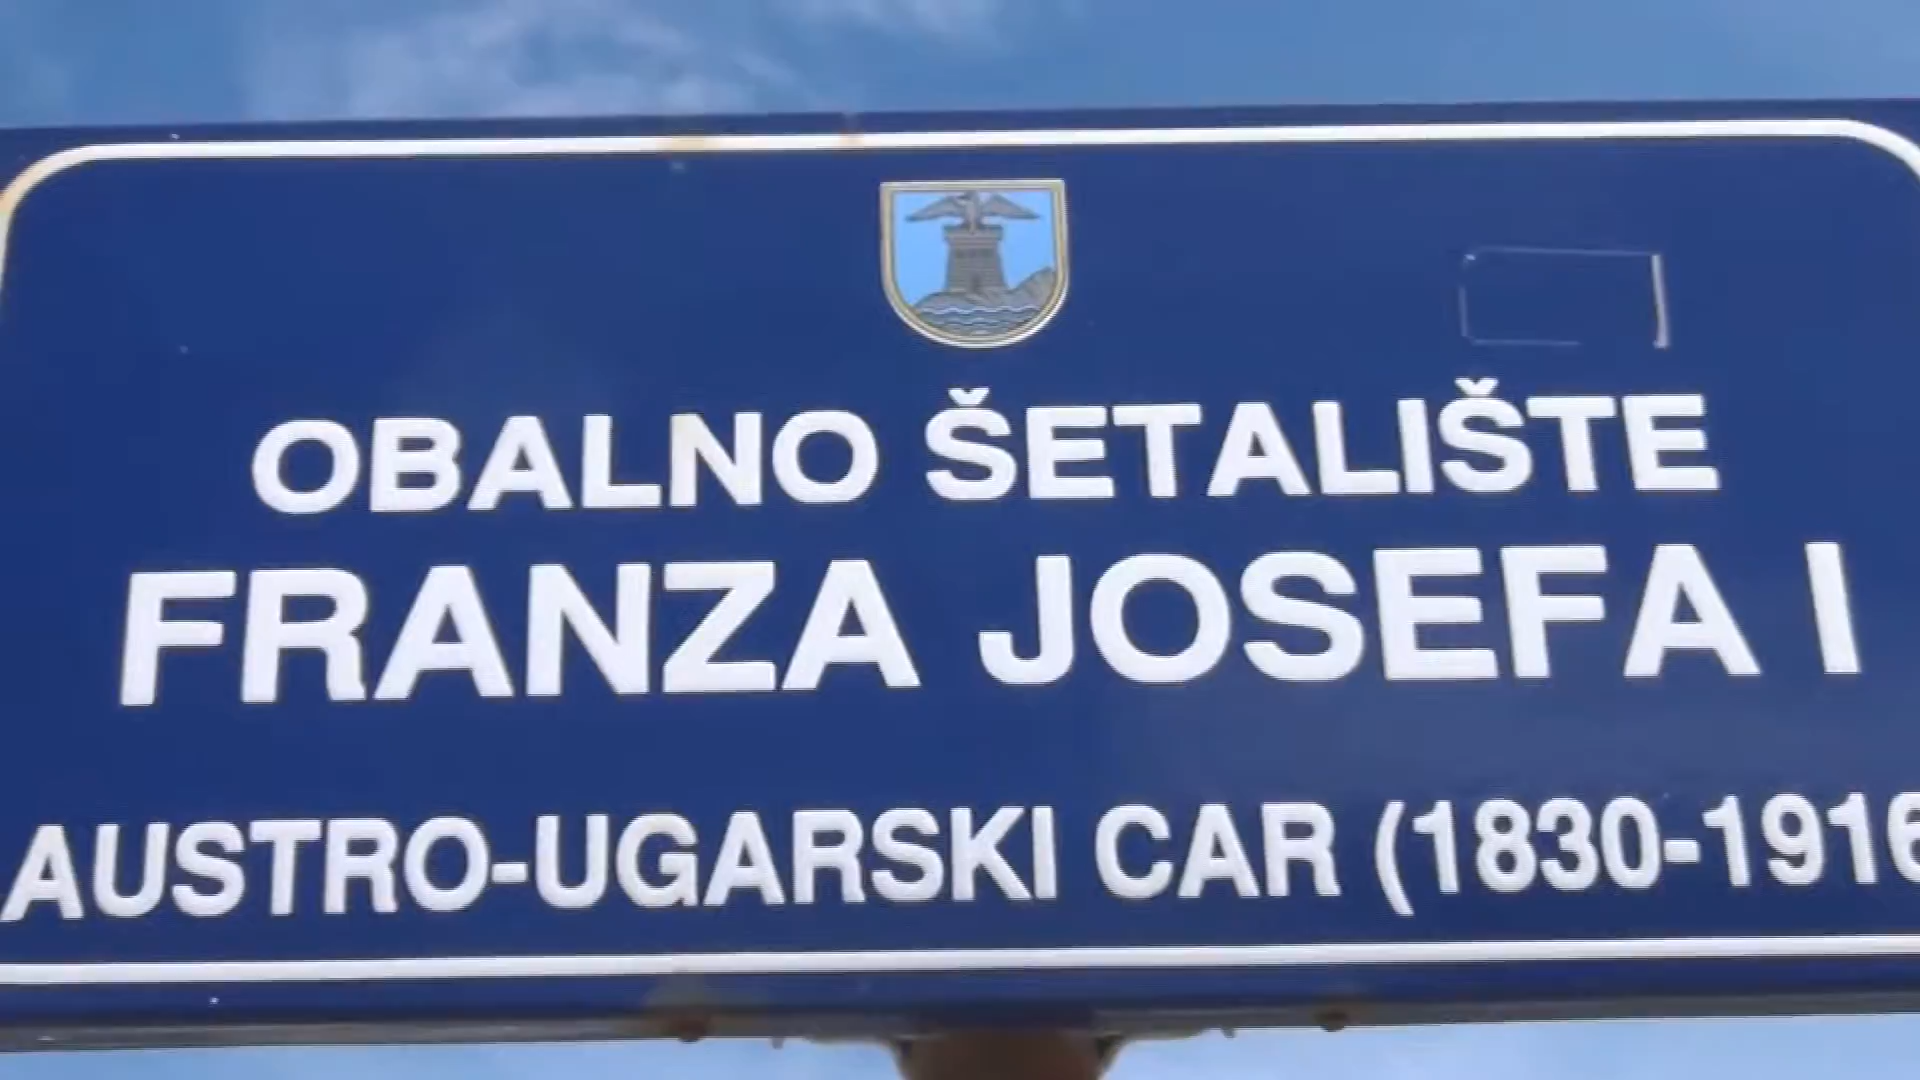 OBALNO ŠETALIŠTE
FRANZA JOSEFA I
AUSTRO-UGARSKI CAR (1830-1916